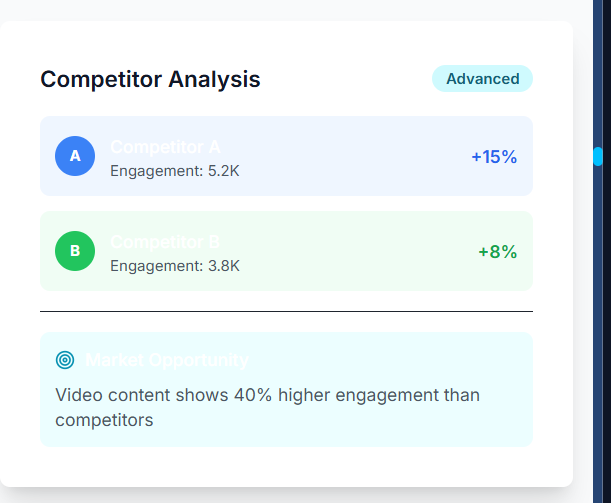 Competitor Analysis
Advanced
A
Competitor A
Engagement: 5.2K
+15%
B
Competitor B
Engagement: 3.8K
+8%
Market Opportunity
Video content shows 40% higher engagement than
competitors